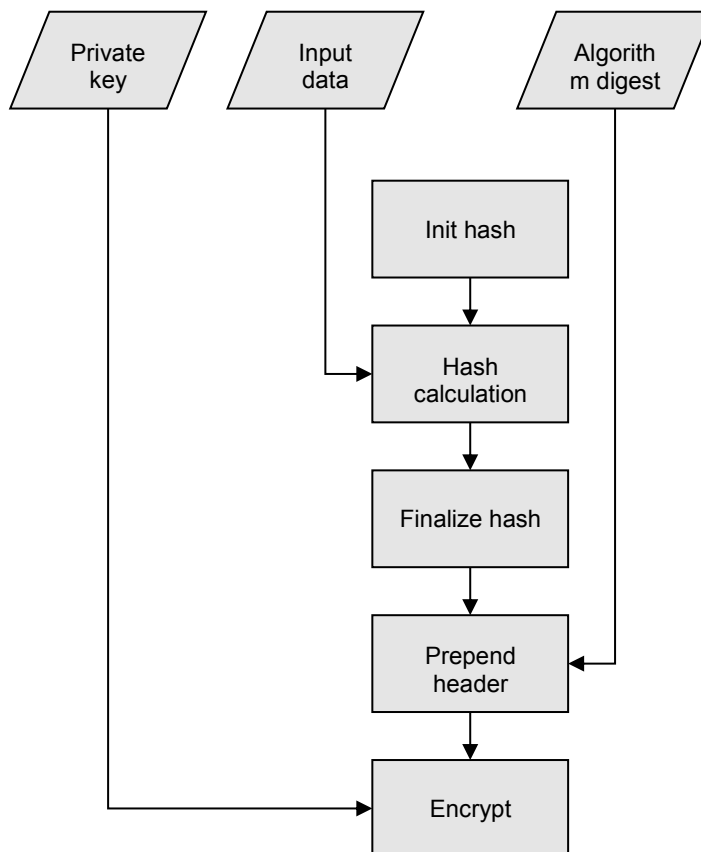 Private
key
Input
data
Algorith
m digest
Init hash
Hash
calculation
Finalize hash
Prepend
header
Encrypt